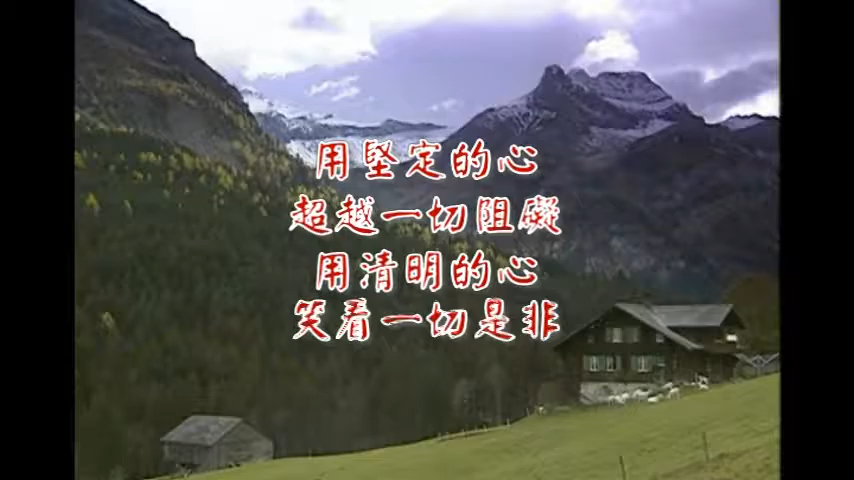 用堅定的心
超越一切阻礙
用清明的心
笑看一切是非